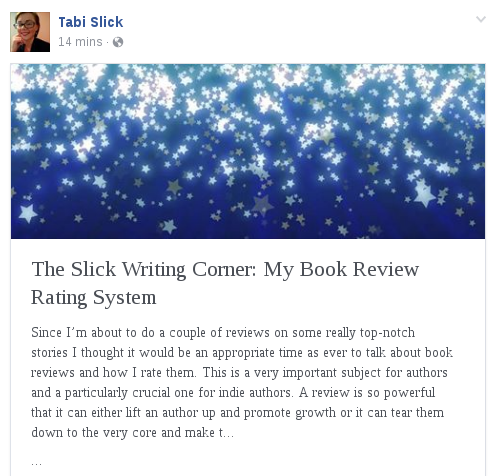 Tabi Slick
14 mins ·
The Slick Writing Corner: My Book Review
Rating System
Since I'm about to do a couple of reviews on some really top-notch
stories I thought it would be an appropriate time as ever to talk about book
reviews and how I rate them. This is a very important subject for authors
and a particularly crucial one for indie authors. A review is so powerful
that it can either lift an author up and promote growth or it can tear them
down to the very core and make t...
...